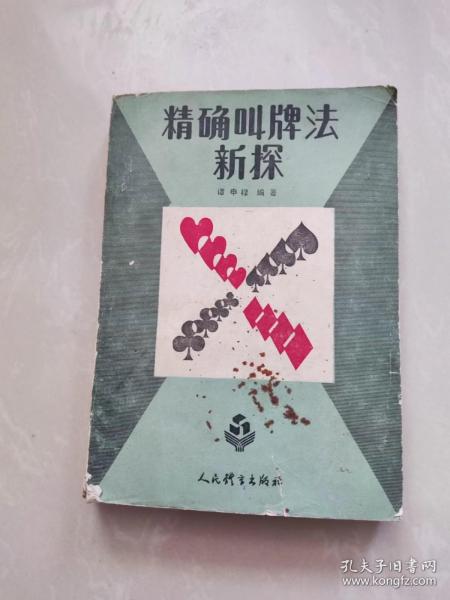 精确叫牌法
新探
谭申禄 编著
人民体育出版社
孔夫子旧书网
www.kongfz.com